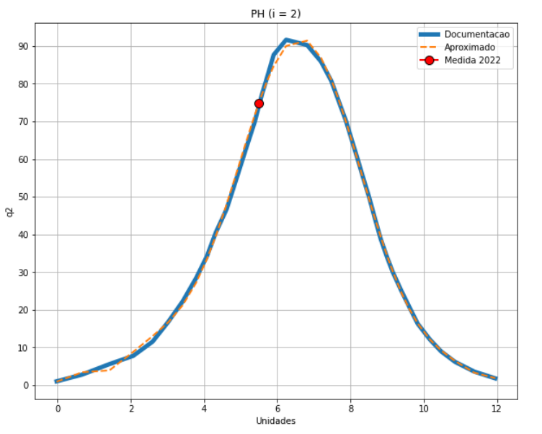 PH (i = 2)
Documentacao
Aproximado
Medida 2022
90
80
70
60
50
40
30
20
10
0
q2
0 2 4 6 8 10 12
Unidades